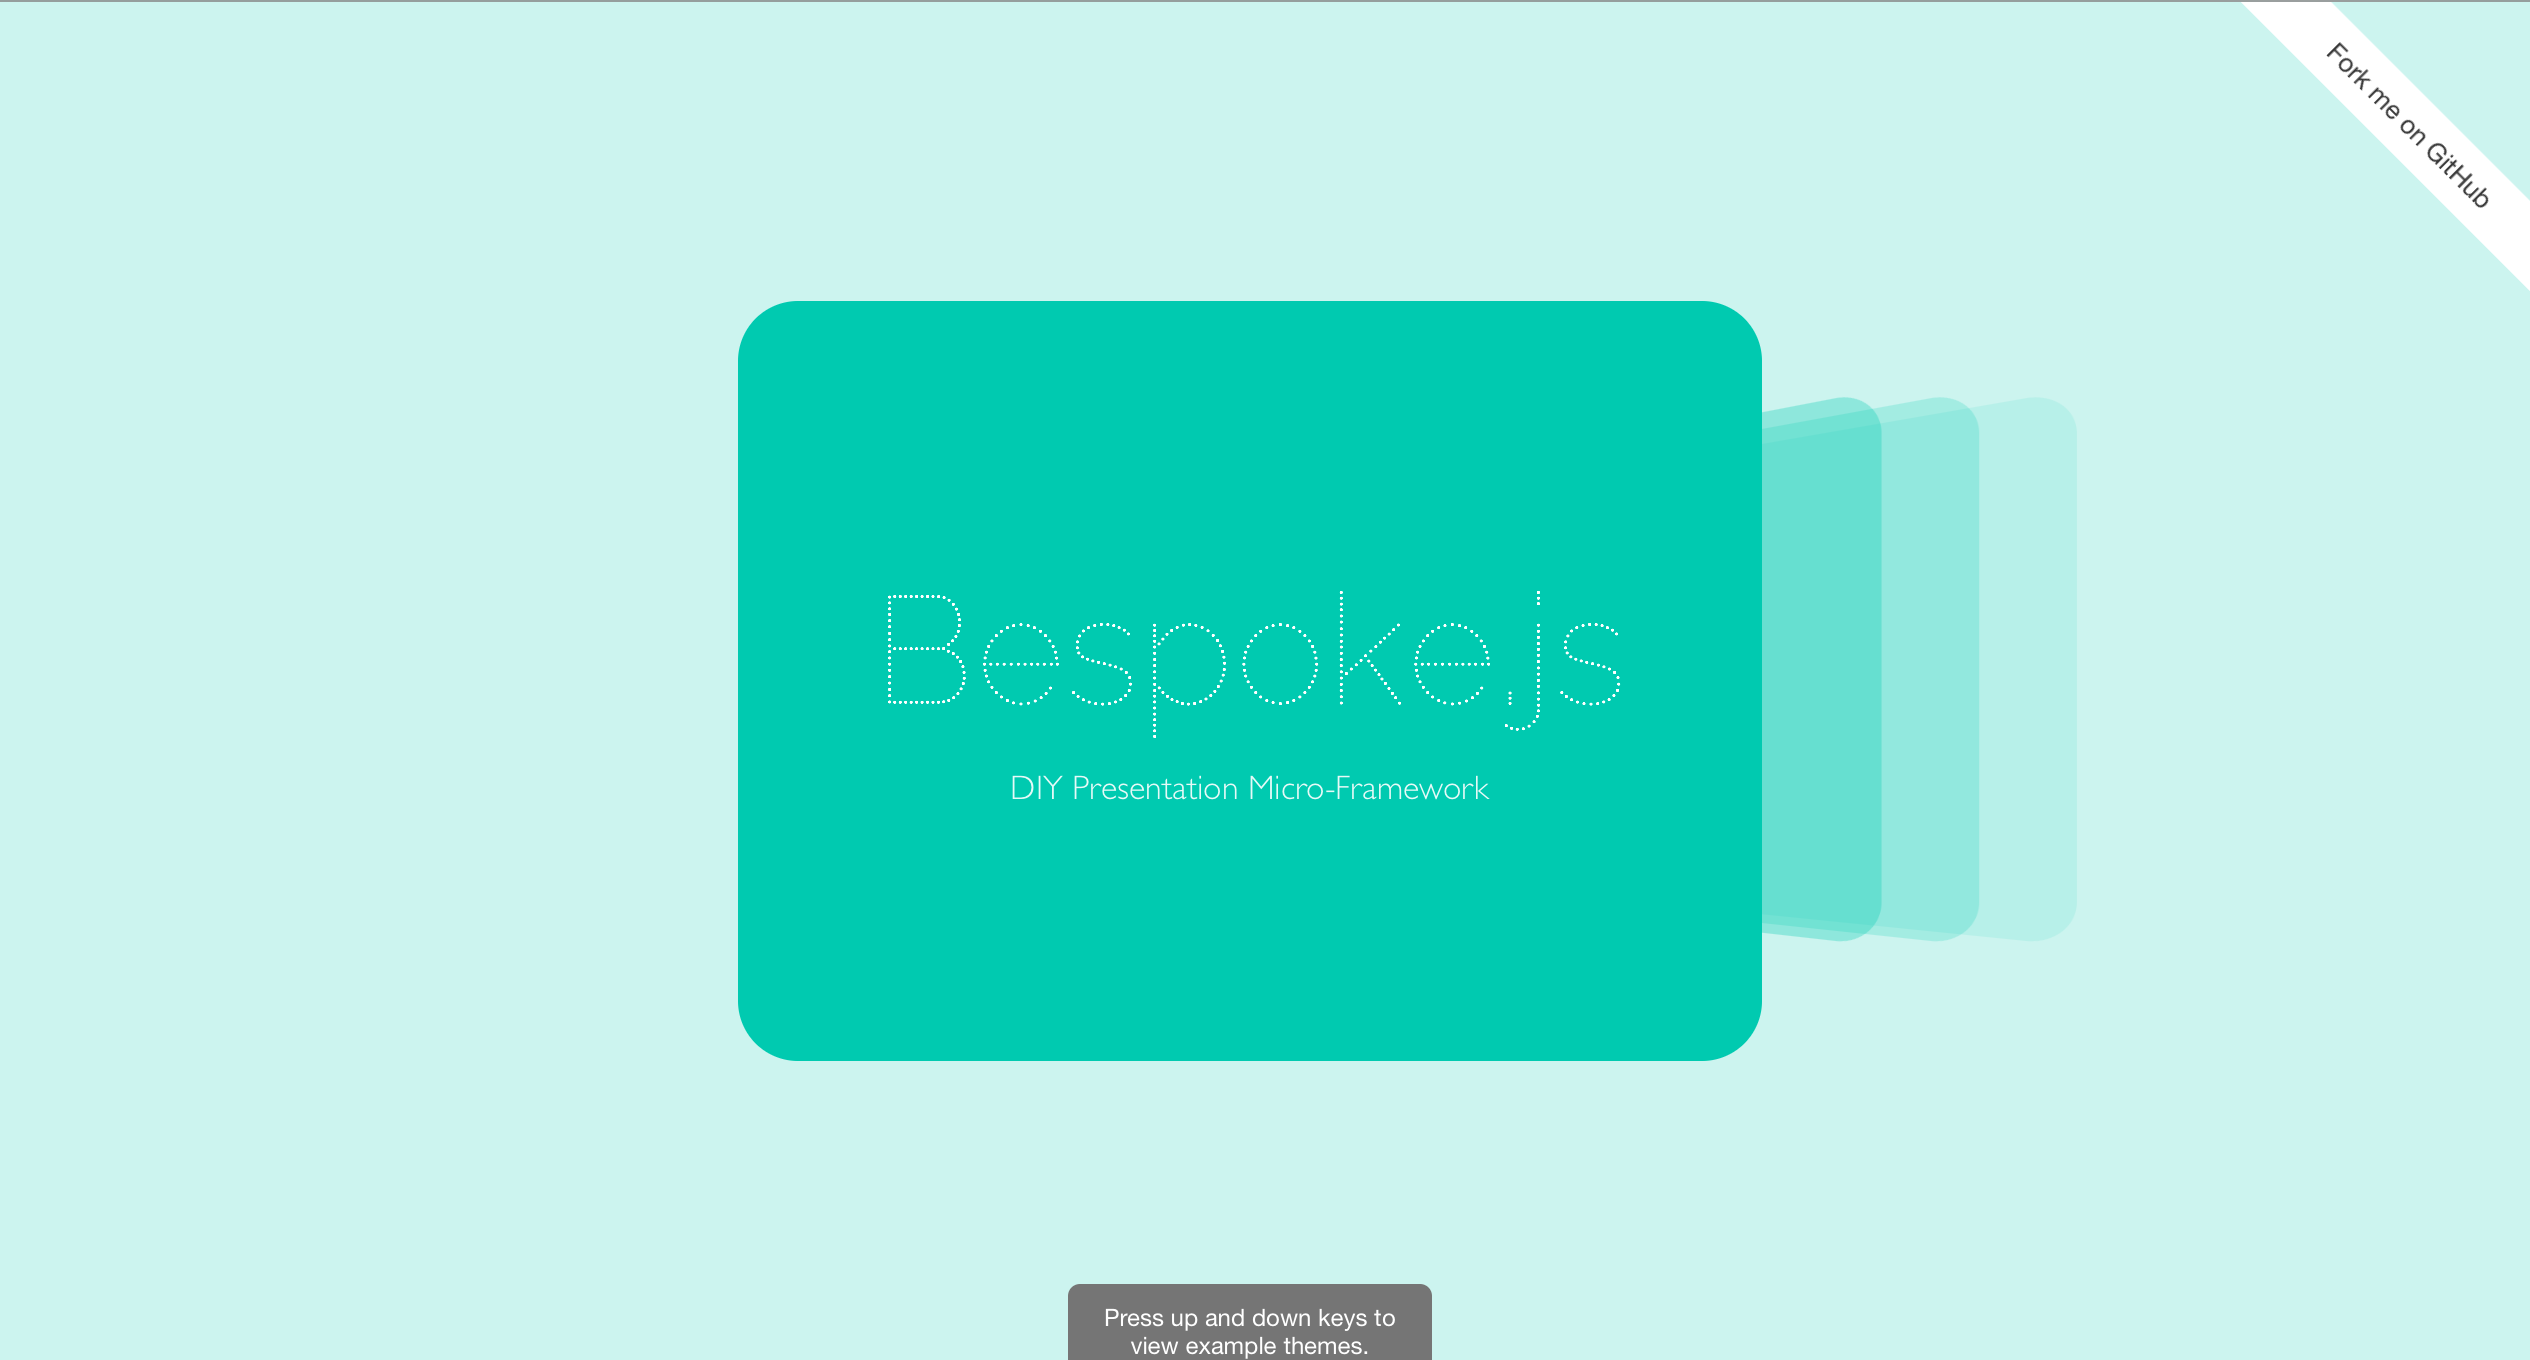 Fork me on GitHub
Bespoke.js
DIY Presentation Micro-Framework
Press up and down keys to
view example themes.